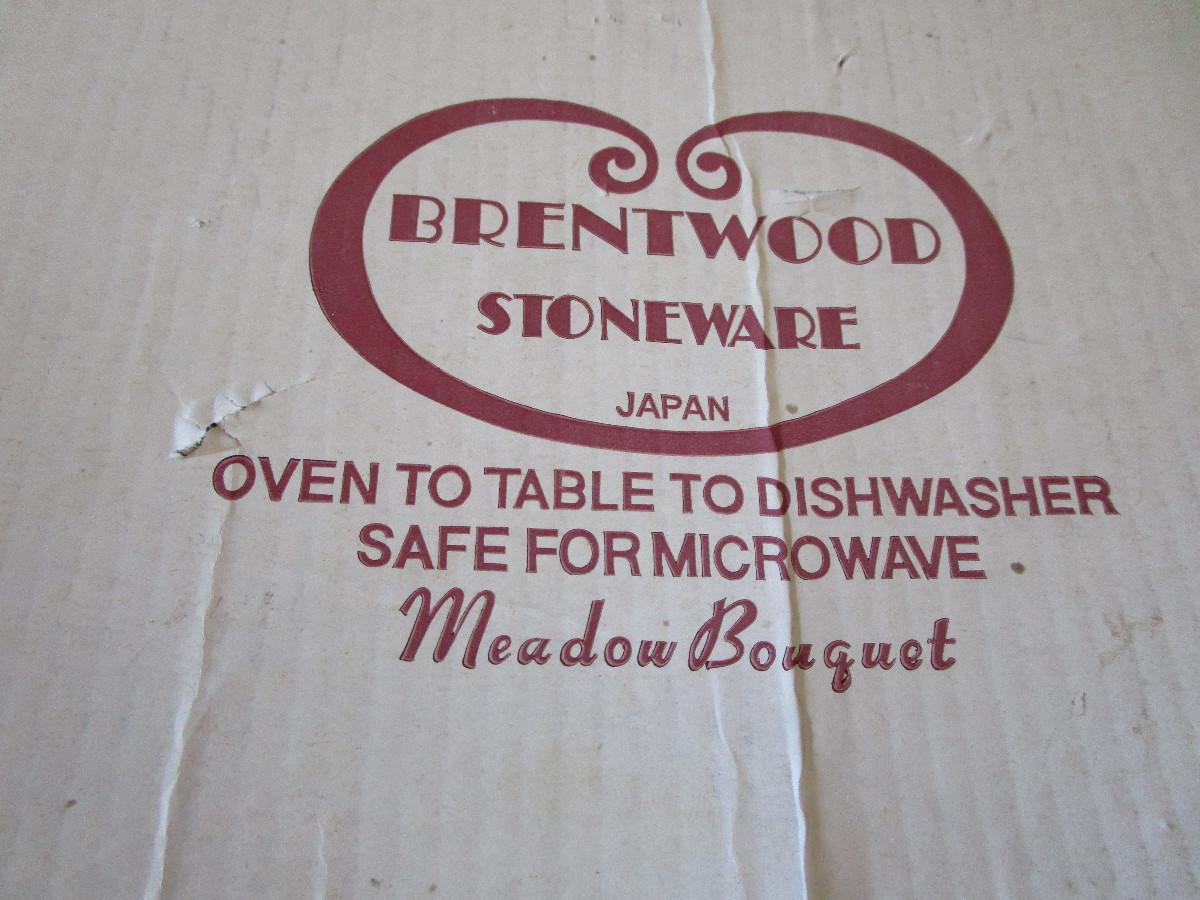 BRENTWOOD
STONEWARE
JAPAN
OVEN TO TABLE TO DISHWASHER
SAFE FOR MICROWAVE
Meadow Bouquet